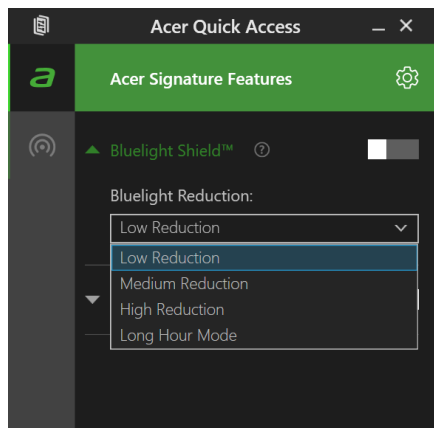 Acer Quick Access
a
Acer Signature Features
Bluelight Shield™
?
Bluelight Reduction:
Low Reduction
Low Reduction
Medium Reduction
High Reduction
Long Hour Mode